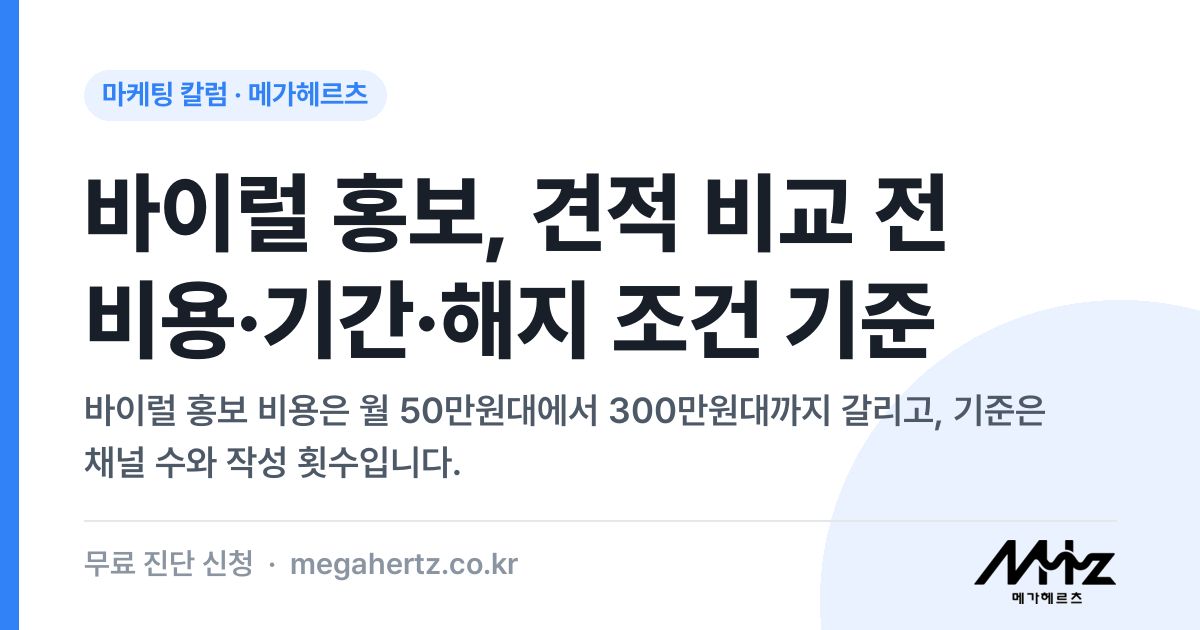 마케팅 칼럼 · 메가헤르츠
바이럴 홍보, 견적 비교 전
비용·기간·해지 조건 기준
바이럴 홍보 비용은 월 50만원대에서 300만원대까지 갈리고, 기준은
채널 수와 작성 횟수입니다.
무료 진단 신청 · megahertz.co.kr
MHz
메가헤르츠